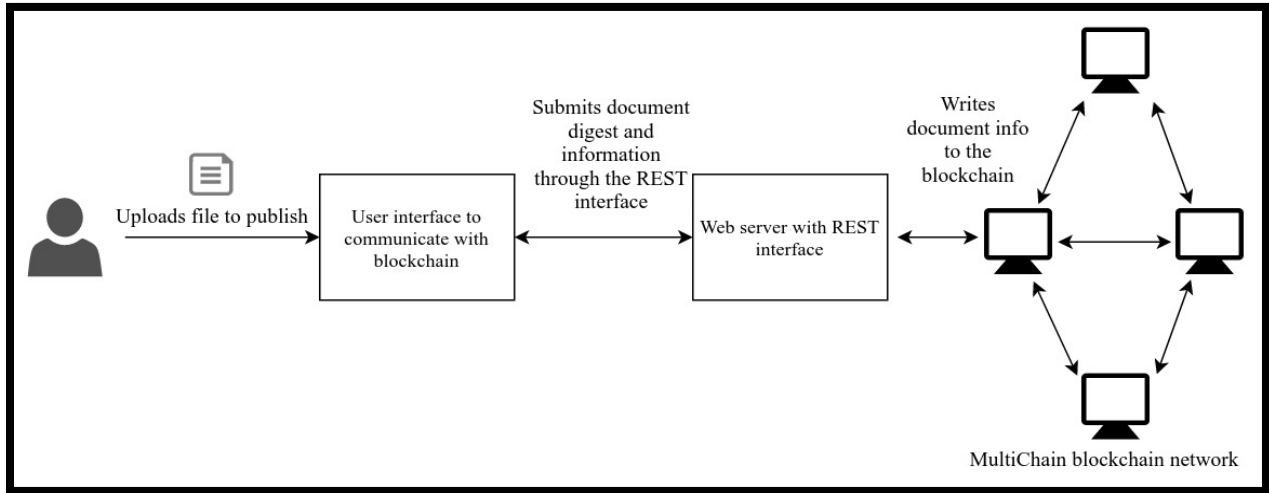 Uploads file to publish
User interface to
communicate with
blockchain
Submits document
digest and
information
through the REST
interface
Web server with REST
interface
Writes
document info
to the
blockchain
MultiChain blockchain network